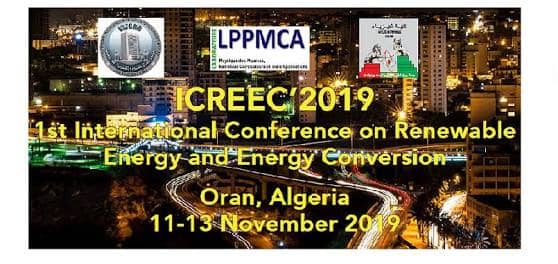 LPPMCA
ICREEC’2019
1st International Conference on Renewable
Energy and Energy Conversion
Oran, Algeria
11-13 November 2019